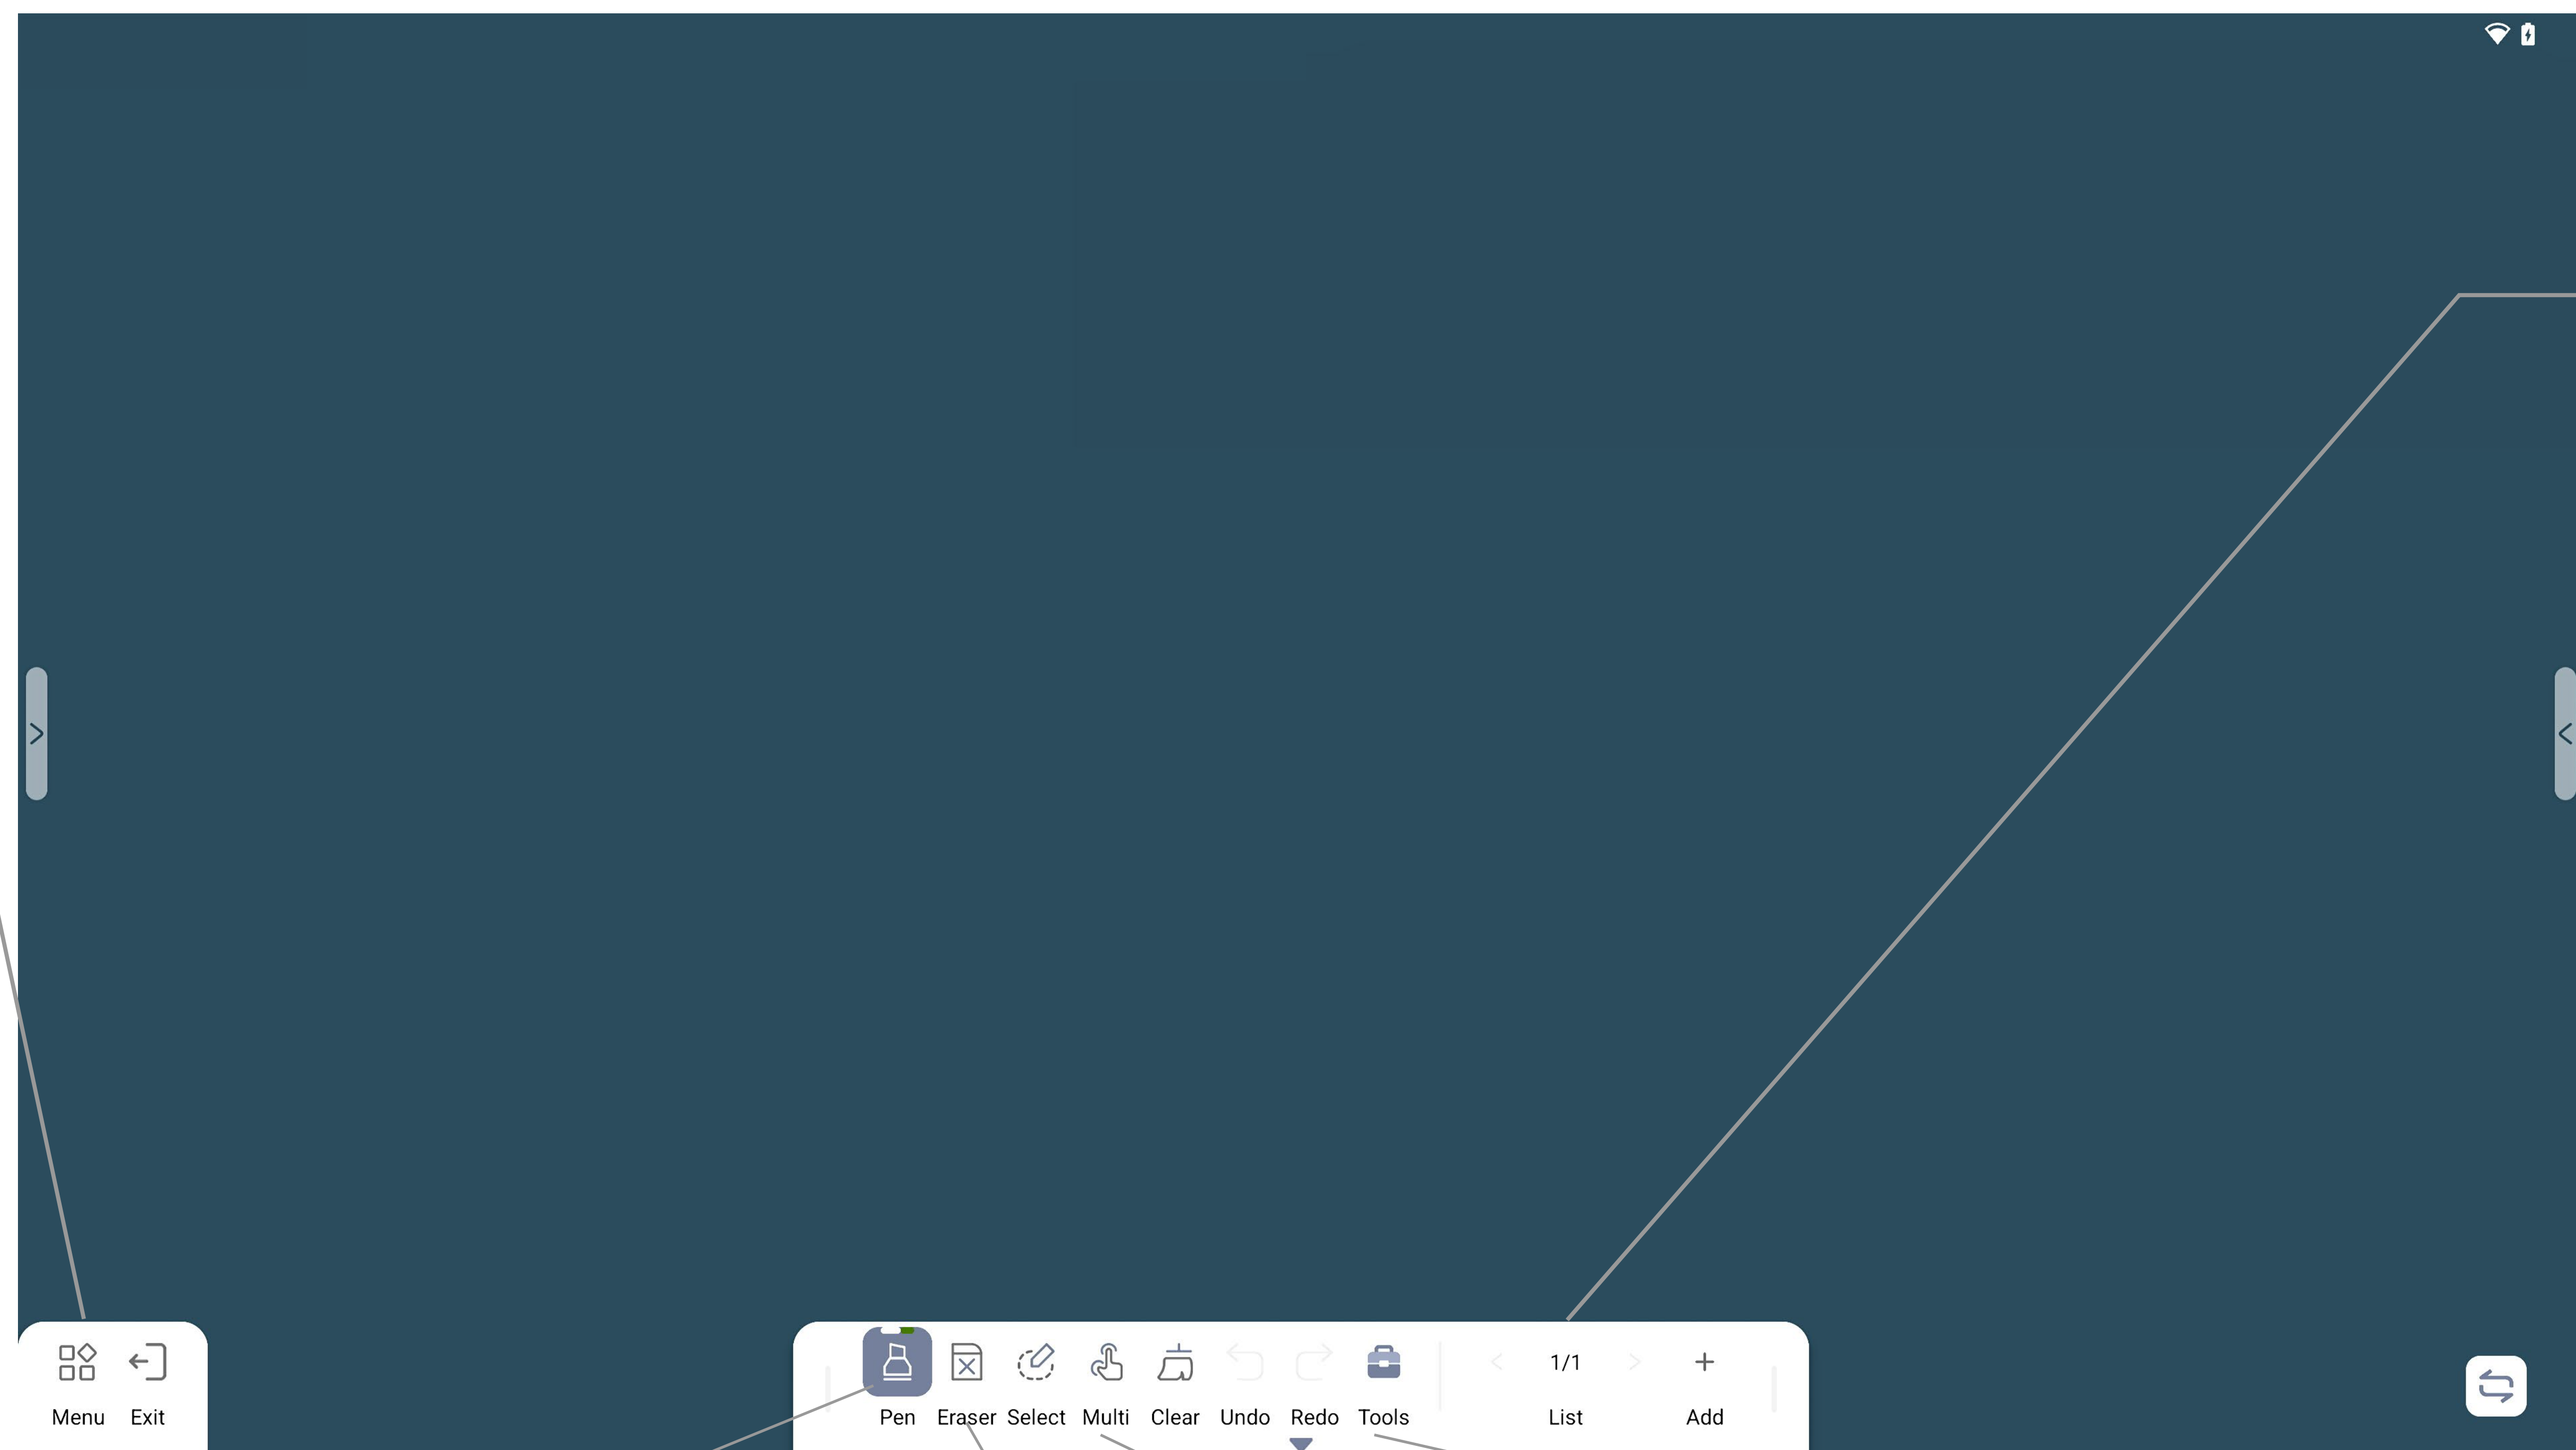 Menu Exit
Pen Eraser Select Multi Clear Undo Redo Tools
1/1
List Add